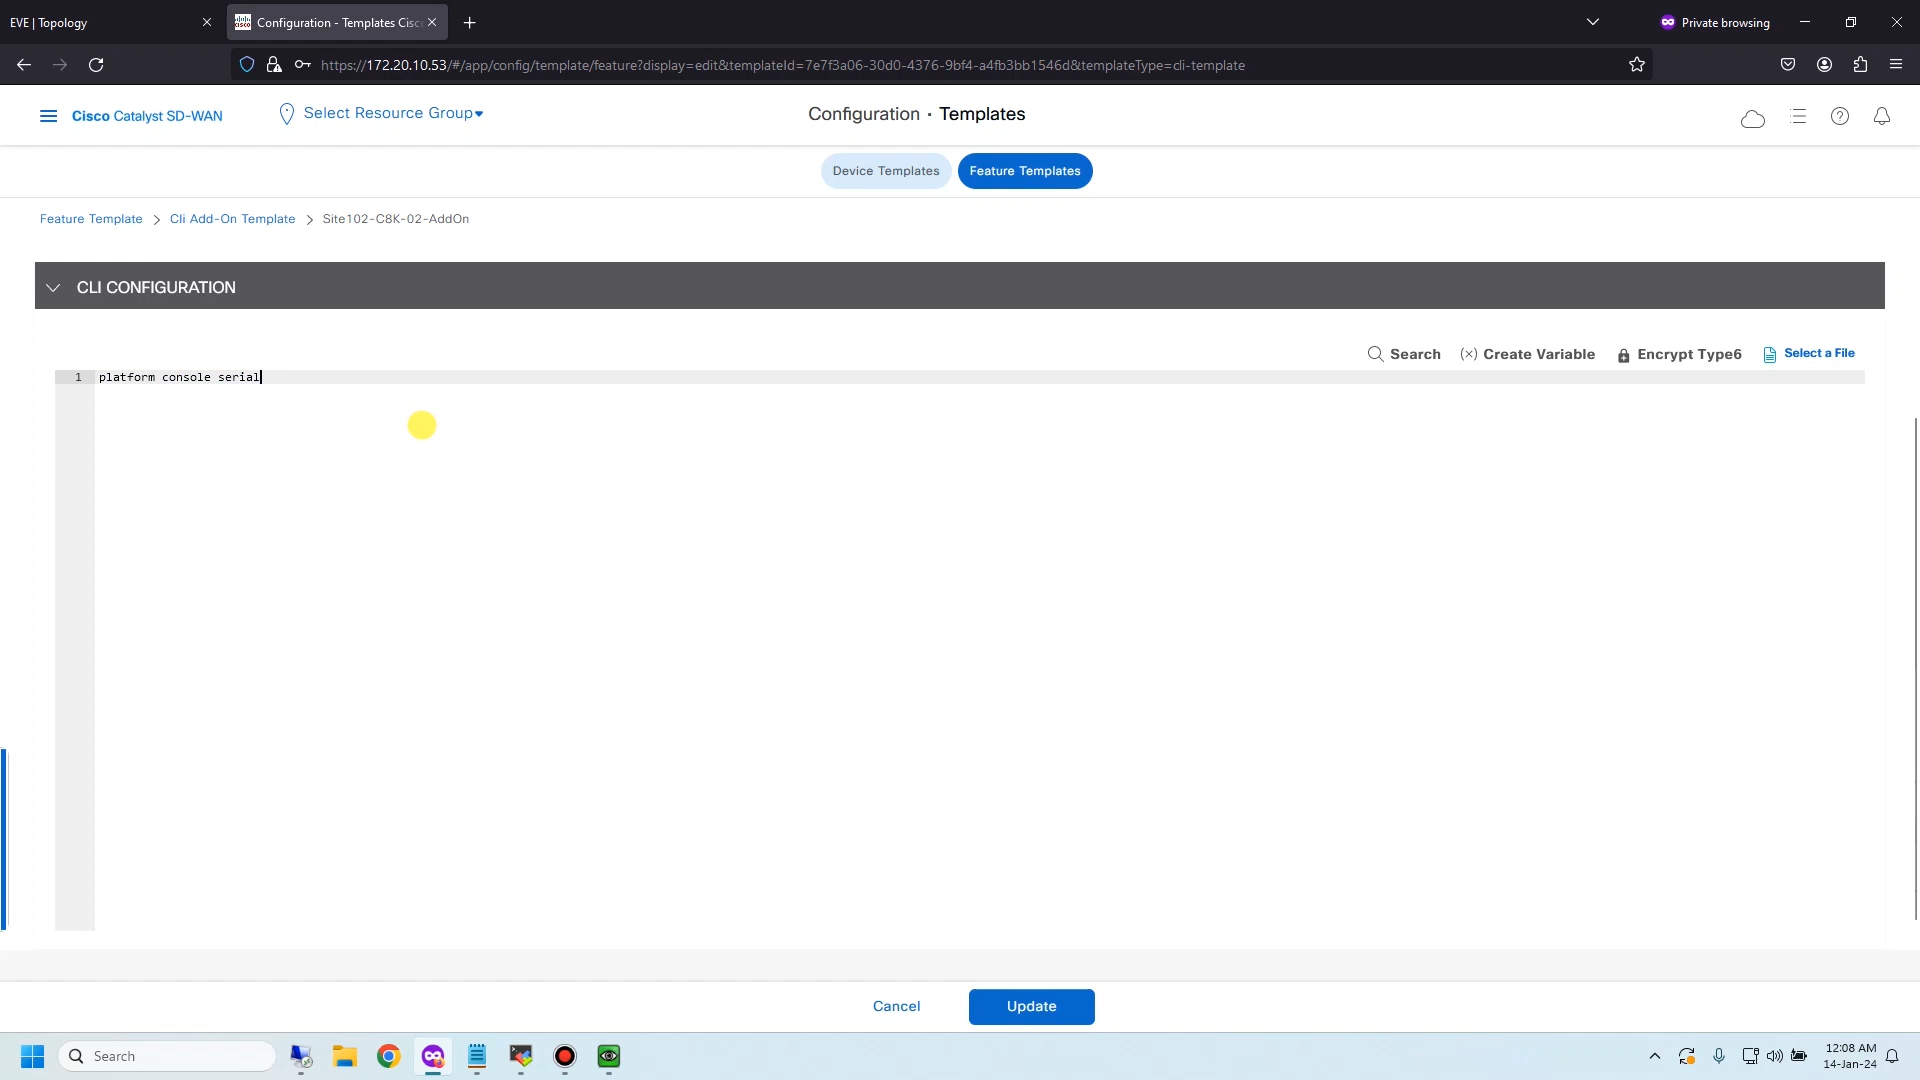 EVE | Topology
Configuration - Templates Cisc
Private browsing
https://172.20.10.53/#/app/config/template/feature?display=edit&templateId=7e7f3a06-30d0-4376-9bf4-a4fb3bb1546d&templateType=cli-template
Cisco Catalyst SD-WAN
Select Resource Group
Configuration · Templates
Device Templates
Feature Templates
Feature Template > Cli Add-On Template > Site102-C8K-02-AddOn
CLI CONFIGURATION
Search
Create Variable
Encrypt Type6
Select a File
1 platform console serial
Cancel
Update
Search
12:08 AM
14-Jan-24